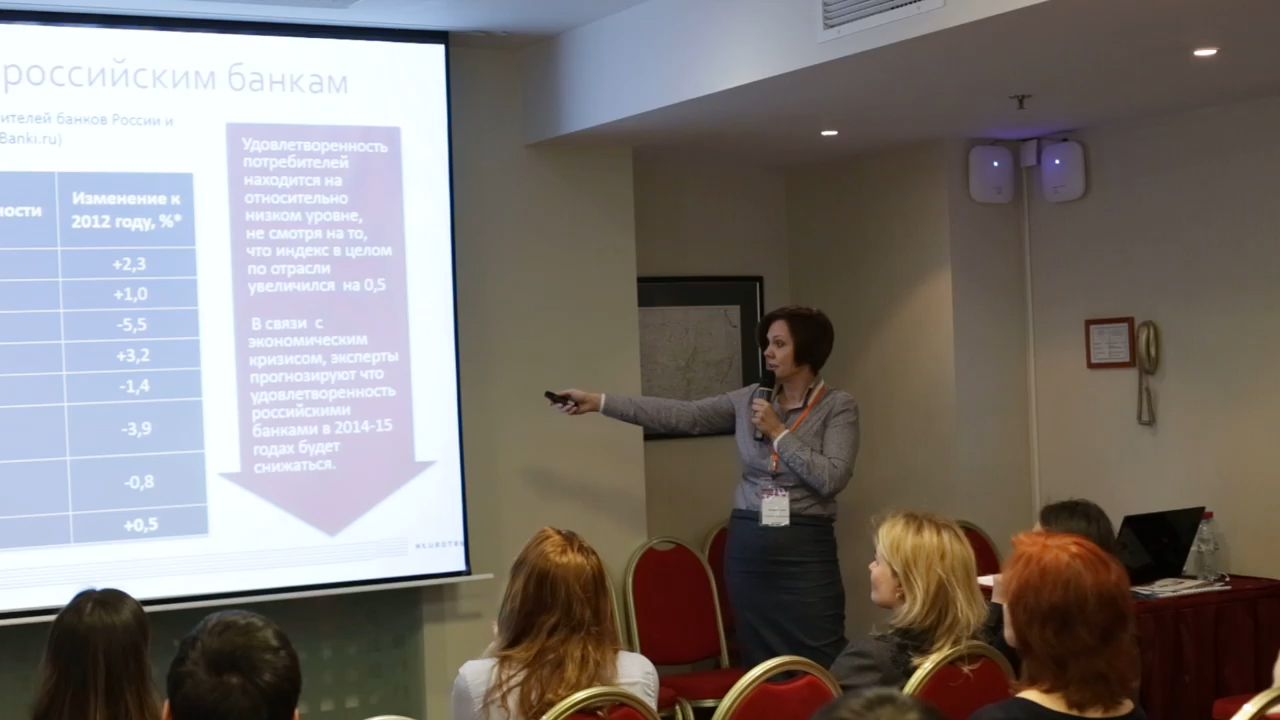 российским банкам
ителей банков России и
Banki.ru)
ности
Изменение к
2012 году, %*
+2,3
+1,0
-5,5
+3,2
-1,4
-3,9
-0,8
+0,5
Удовлетворенность
потребителей
находится на
относительно
низком уровне,
не смотря на то,
что индекс в целом
по отрасли
увеличился на 0,5
В связи с
экономическим
кризисом, эксперты
прогнозируют что
удовлетворенность
российскими
банками в 2014-15
годах будет
снижаться.